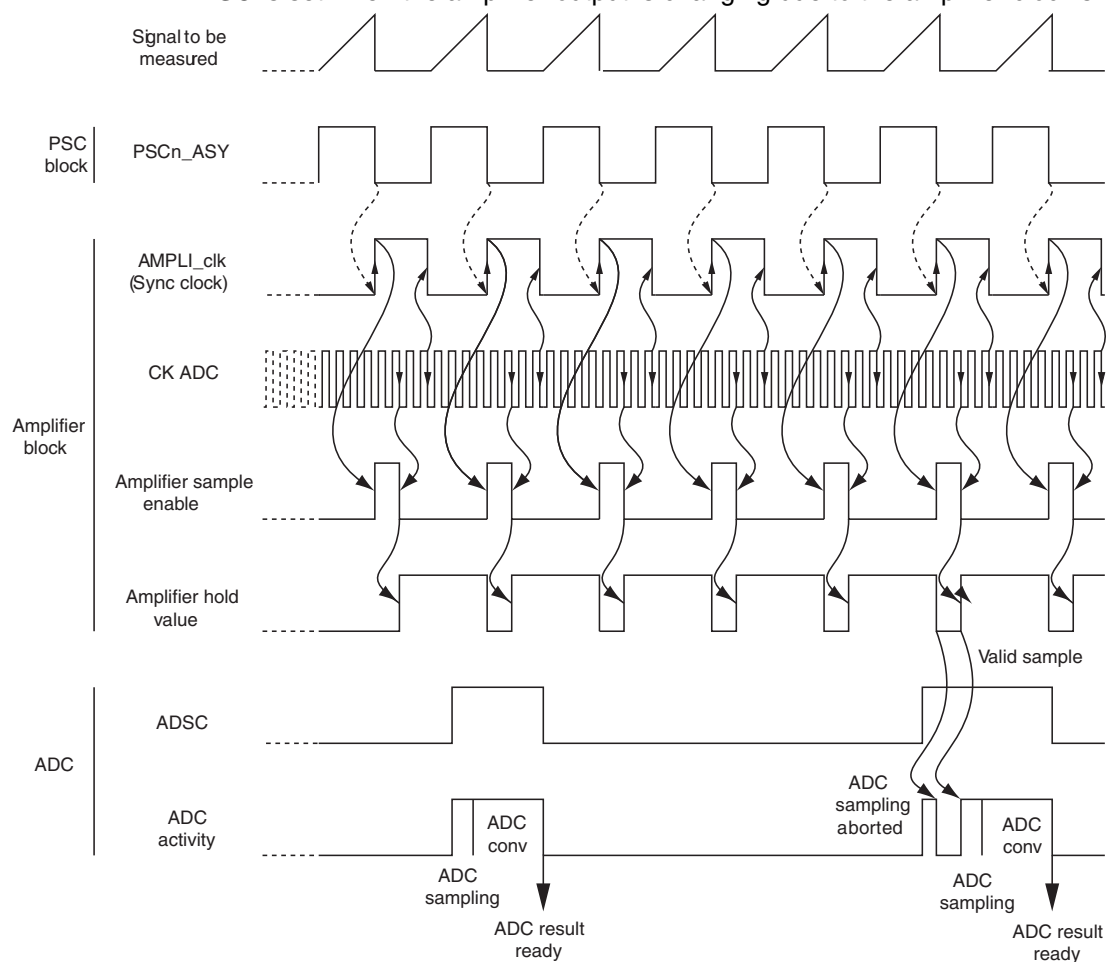 Signal to be
measured
PSC
block
PSCn_ASY
AMPLI_clk
(Sync clock)
CK ADC
Amplifier
block
Amplifier sample
enable
Amplifier hold
value
Valid sample
ADSC
ADC
ADC
activity
ADC
conv
ADC
sampling
ADC result
ready
ADC
sampling
aborted
ADC
conv
ADC
sampling
ADC result
ready